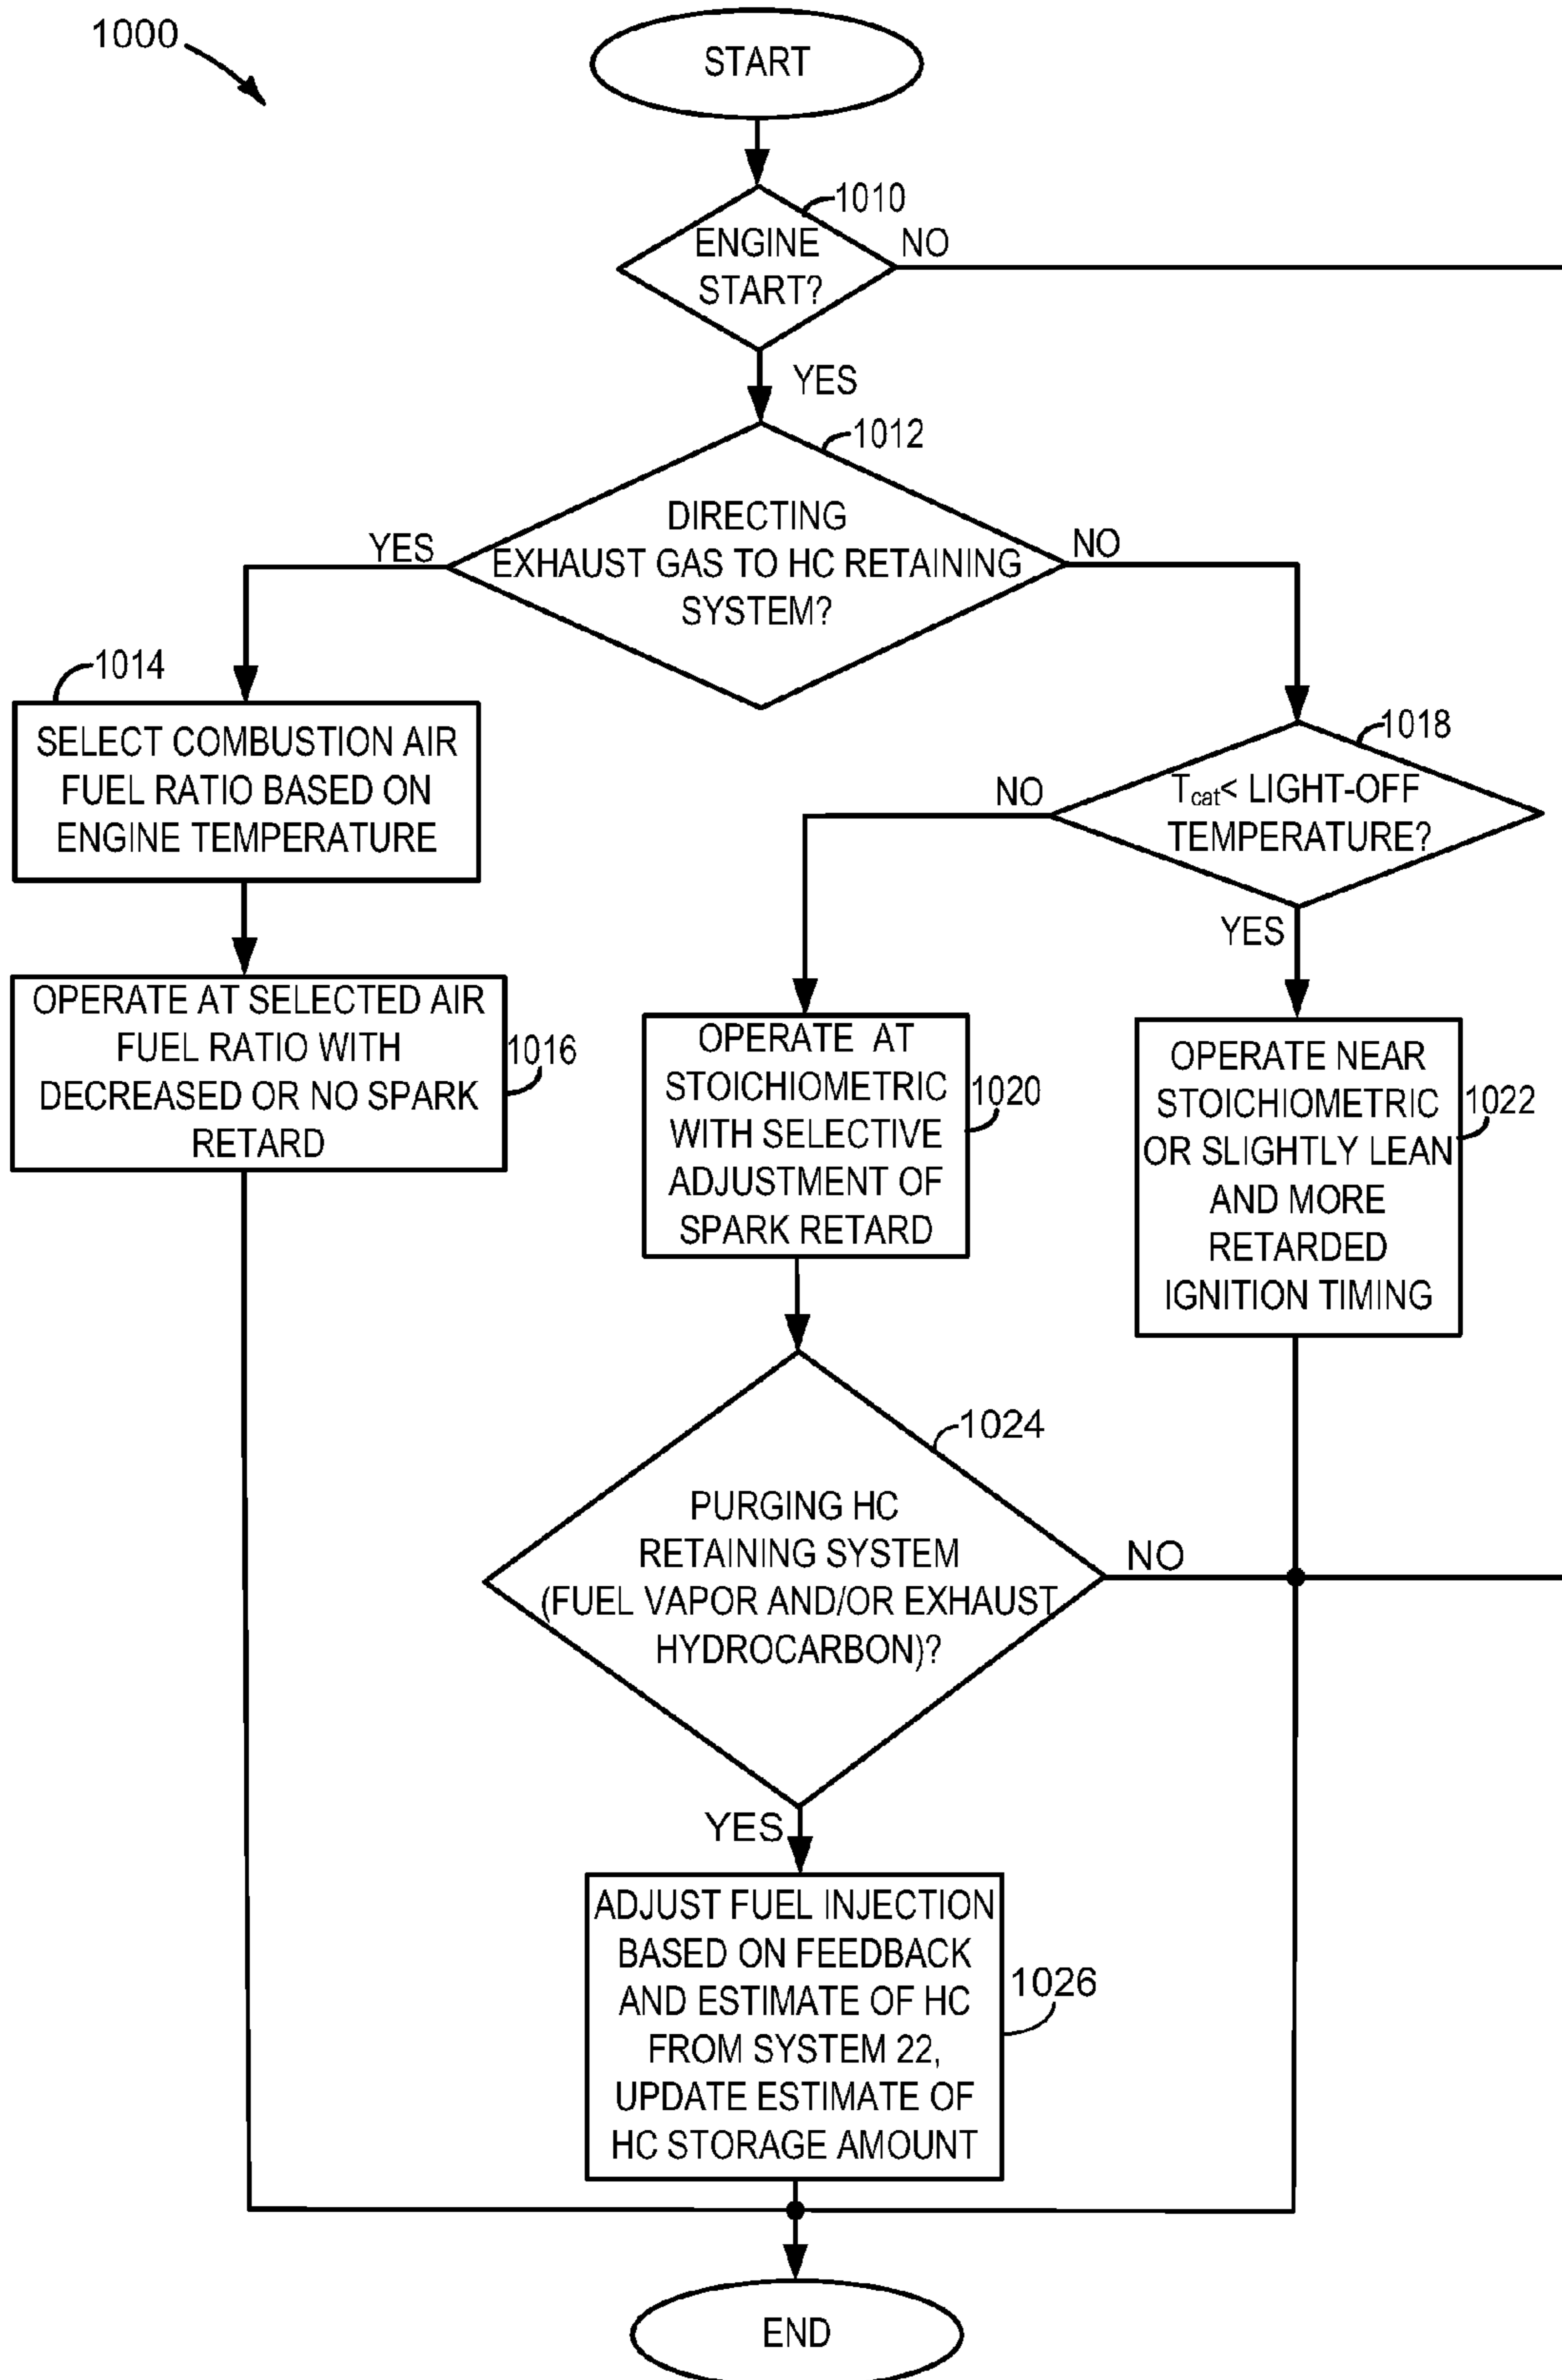 1000
START
1010
ENGINE
START?
NO
YES
1012
DIRECTING
EXHAUST GAS TO HC RETAINING
SYSTEM?
YES
NO
1014
SELECT COMBUSTION AIR
FUEL RATIO BASED ON
ENGINE TEMPERATURE
1018
Tcat< LIGHT-OFF
TEMPERATURE?
NO
YES
OPERATE AT SELECTED AIR
FUEL RATIO WITH
DECREASED OR NO SPARK
RETARD
1016
OPERATE AT
STOICHIOMETRIC
WITH SELECTIVE
ADJUSTMENT OF
SPARK RETARD
1020
OPERATE NEAR
STOICHIOMETRIC
OR SLIGHTLY LEAN
AND MORE
RETARDED
IGNITION TIMING
1022
1024
PURGING HC
RETAINING SYSTEM
(FUEL VAPOR AND/OR EXHAUST
HYDROCARBON)?
NO
YES
ADJUST FUEL INJECTION
BASED ON FEEDBACK
AND ESTIMATE OF HC
FROM SYSTEM 22,
UPDATE ESTIMATE OF
HC STORAGE AMOUNT
1026
END